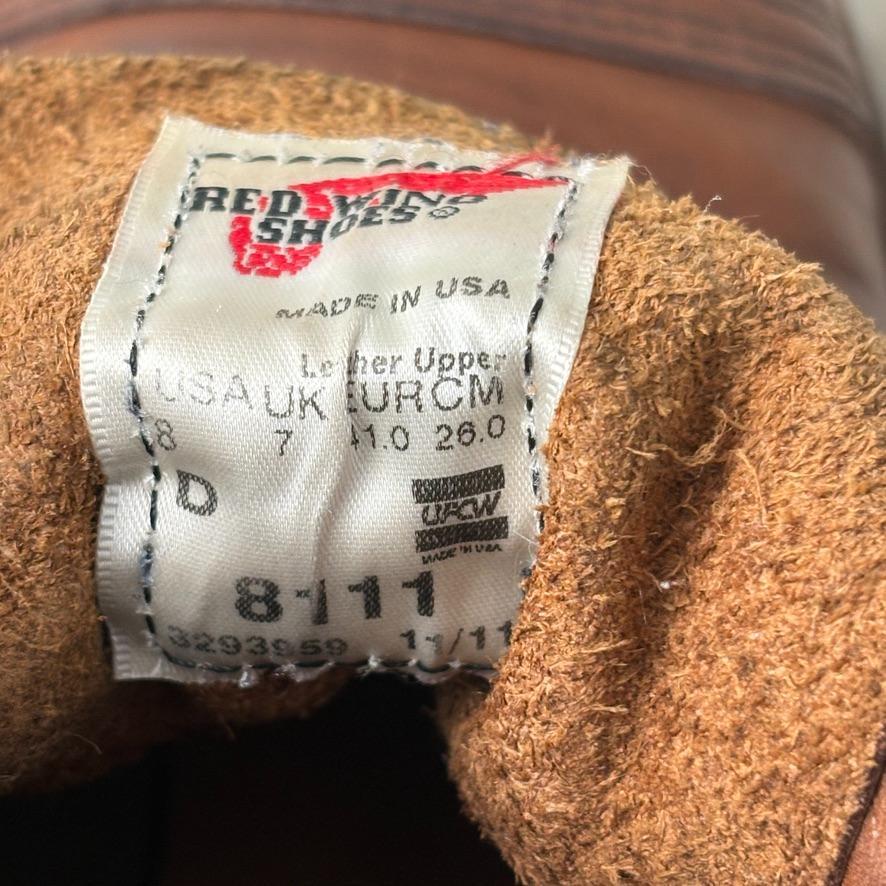 RED WING
SHOES®
MADE IN USA
Leather Upper
USA UK EUR CM
8 7 41.0 26.0
D
UFCW
MADE IN USA
8111
3293959 11/11